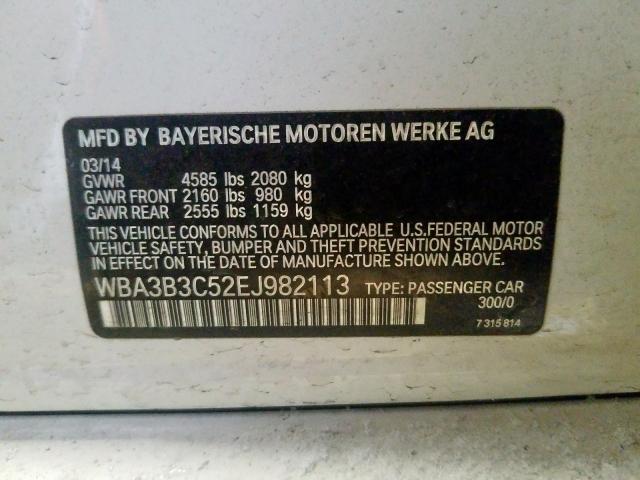 MFD BY BAYERISCHE MOTOREN WERKE AG
03/14
GVWR 4585 lbs 2080 kg
GAWR FRONT 2160 lbs 980 kg
GAWR REAR 2555 lbs 1159 kg
THIS VEHICLE CONFORMS TO ALL APPLICABLE U.S.FEDERAL MOTOR
VEHICLE SAFETY, BUMPER AND THEFT PREVENTION STANDARDS
IN EFFECT ON THE DATE OF MANUFACTURE SHOWN ABOVE.
WBA3B3C52EJ982113 TYPE: PASSENGER CAR
300/0
7 315 814